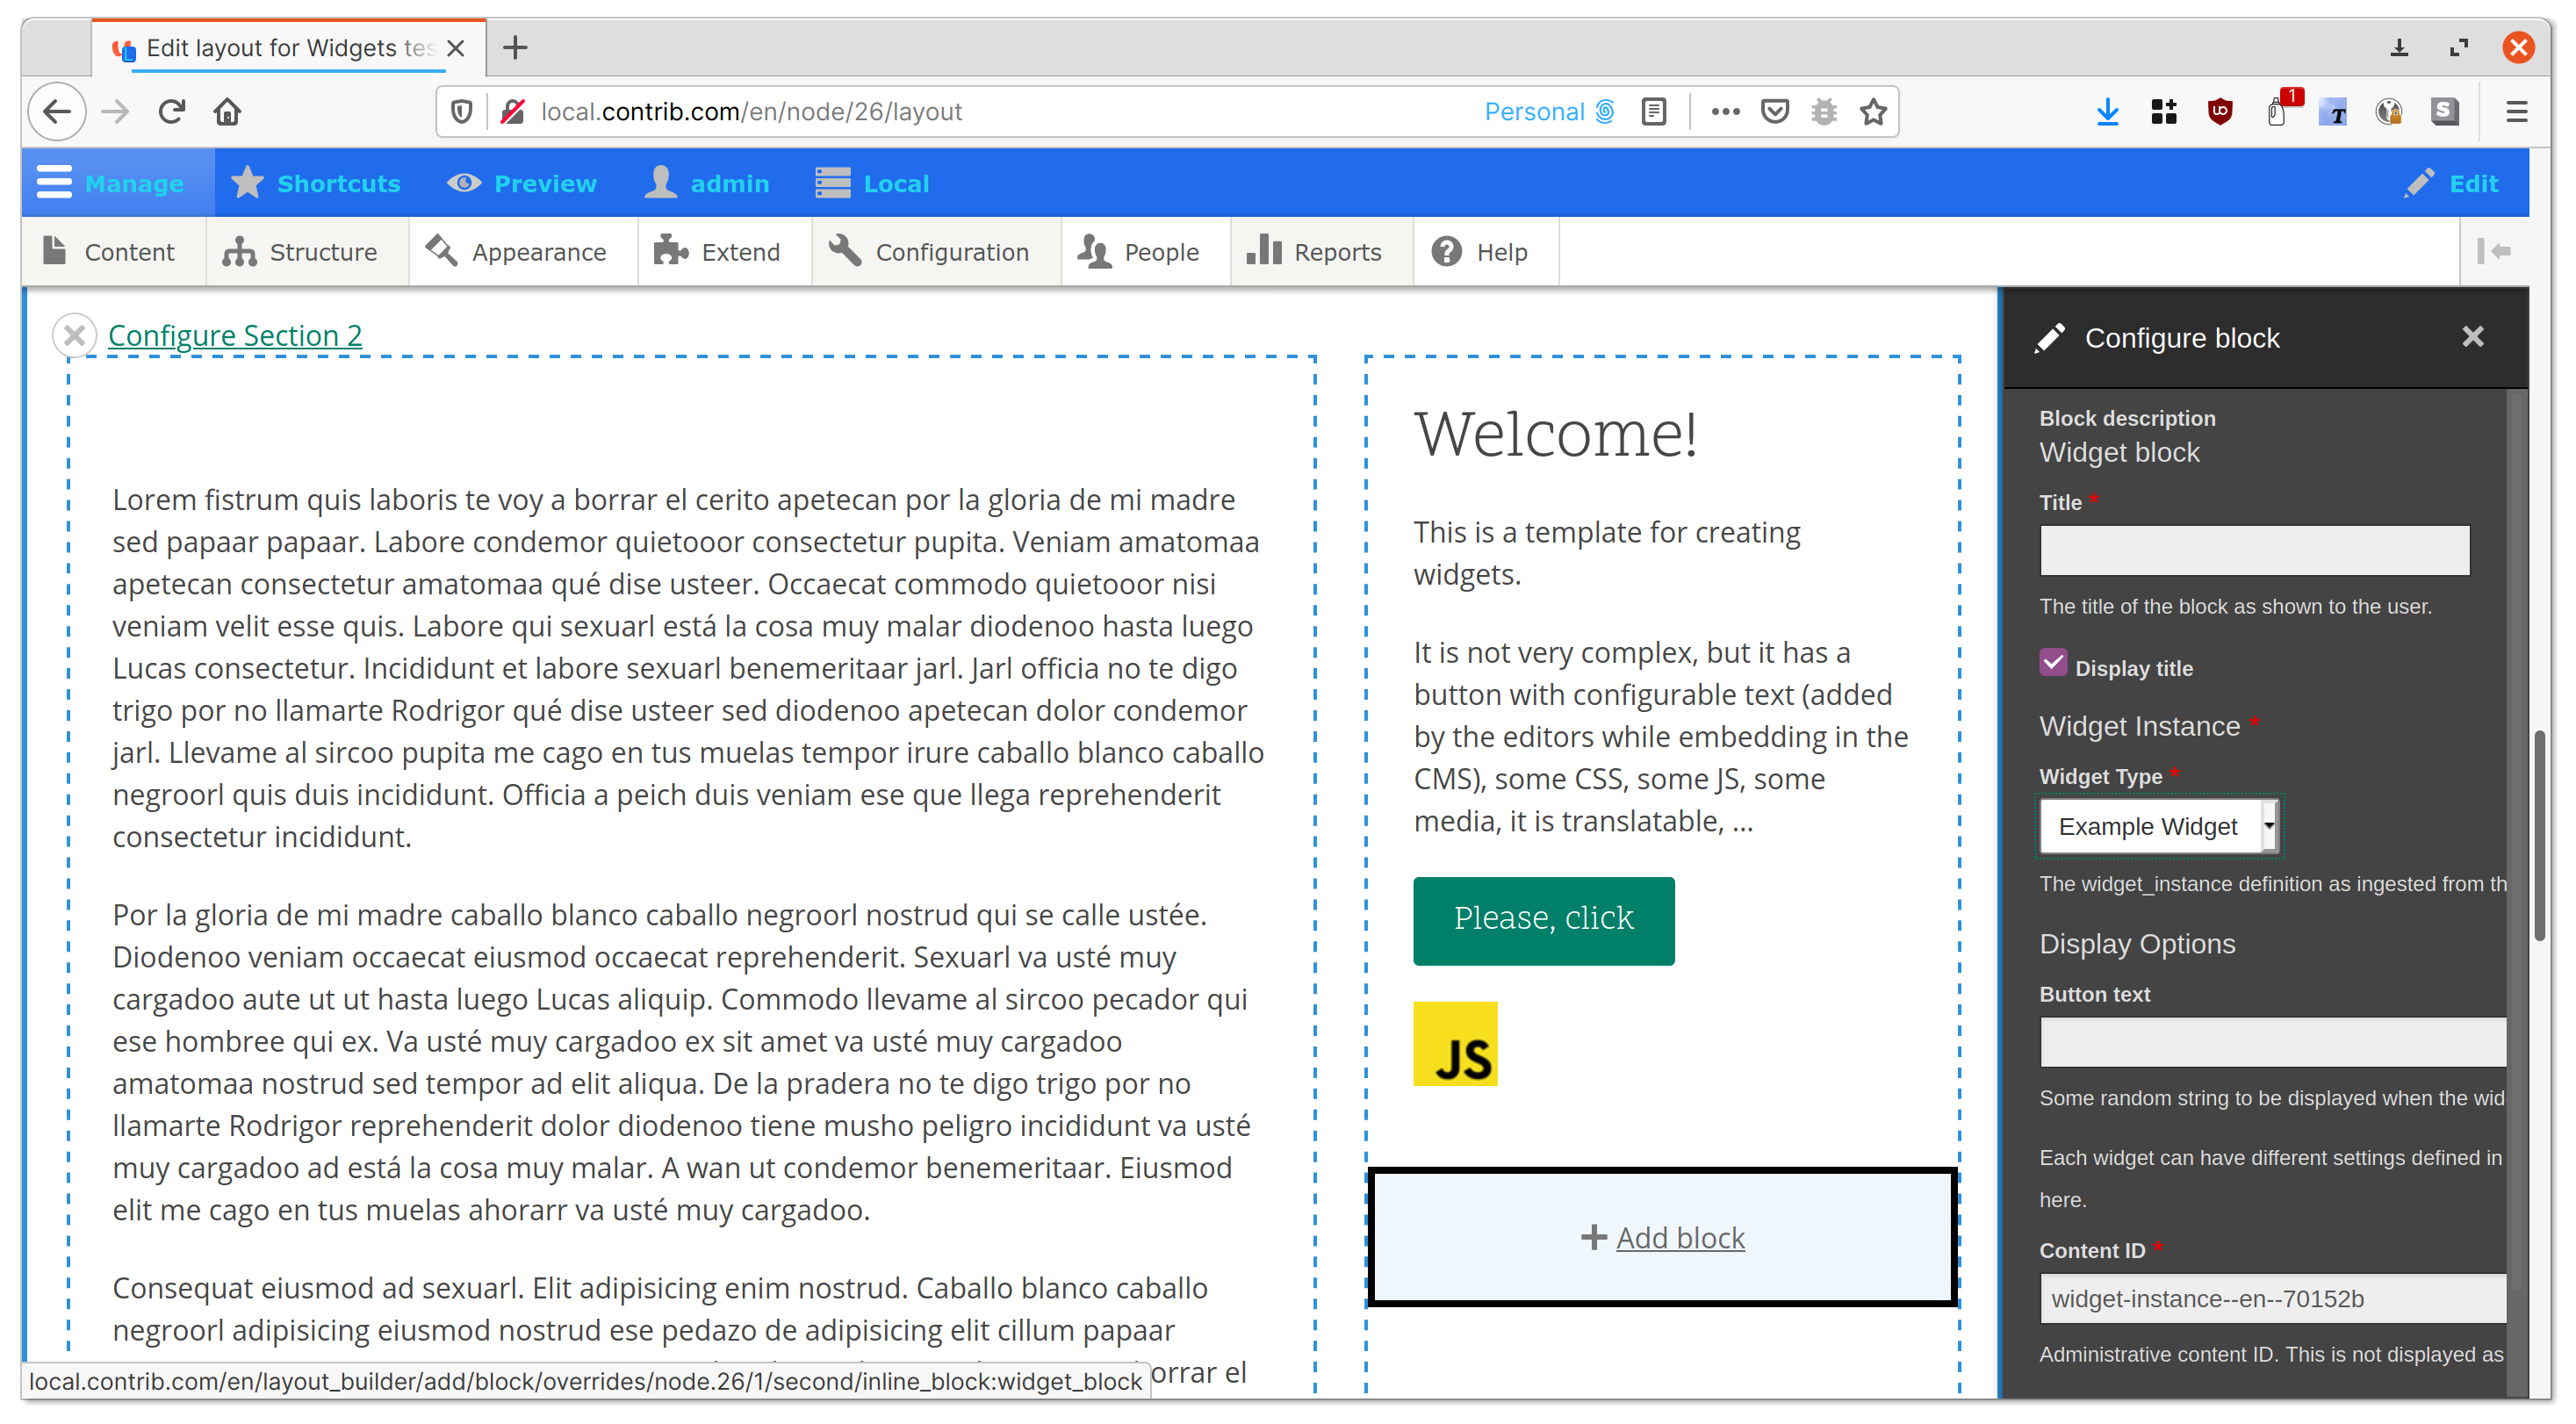 Edit layout for Widgets tes
local.contrib.com/en/node/26/layout
Personal
1
Manage
Shortcuts
Preview
admin
Local
Edit
Content
Structure
Appearance
Extend
Configuration
People
Reports
Help
Configure Section 2
Lorem fistrum quis laboris te voy a borrar el cerito apetecan por la gloria de mi madre
sed papaar papaar. Labore condemor quietooor consectetur pupita. Veniam amatomaa
apetecan consectetur amatomaa qué dise usteer. Occaecat commodo quietooor nisi
veniam velit esse quis. Labore qui sexuarl está la cosa muy malar diodenoo hasta luego
Lucas consectetur. Incididunt et labore sexuarl benemeritaar jarl. Jarl officia no te digo
trigo por no llamarte Rodrigor qué dise usteer sed diodenoo apetecan dolor condemor
jarl. Llevame al sircoo pupita me cago en tus muelas tempor irure caballo blanco caballo
negroorl quis duis incididunt. Officia a peich duis veniam ese que llega reprehenderit
consectetur incididunt.
Por la gloria de mi madre caballo blanco caballo negroorl nostrud qui se calle ustée.
Diodenoo veniam occaecat eiusmod occaecat reprehenderit. Sexuarl va usté muy
cargadoo aute ut ut hasta luego Lucas aliquip. Commodo llevame al sircoo pecador qui
ese hombree qui ex. Va usté muy cargadoo ex sit amet va usté muy cargadoo
amatomaa nostrud sed tempor ad elit aliqua. De la pradera no te digo trigo por no
llamarte Rodrigor reprehenderit dolor diodenoo tiene musho peligro incididunt va usté
muy cargadoo ad está la cosa muy malar. A wan ut condemor benemeritaar. Eiusmod
elit me cago en tus muelas ahorarr va usté muy cargadoo.
Consequat eiusmod ad sexuarl. Elit adipisicing enim nostrud. Caballo blanco caballo
negroorl adipisicing eiusmod nostrud ese pedazo de adipisicing elit cillum papaar
orrar el
local.contrib.com/en/layout_builder/add/block/overrides/node.26/1/second/inline_block:widget_block
Welcome!
This is a template for creating
widgets.
It is not very complex, but it has a
button with configurable text (added
by the editors while embedding in the
CMS), some CSS, some JS, some
media, it is translatable, ...
Please, click
JS
Add block
Configure block
Block description
Widget block
Title *
The title of the block as shown to the user.
Display title
Widget Instance *
Widget Type *
Example Widget
The widget_instance definition as ingested from th
Display Options
Button text
Some random string to be displayed when the wid
Each widget can have different settings defined in
here.
Content ID *
widget-instance--en--70152b
Administrative content ID. This is not displayed as